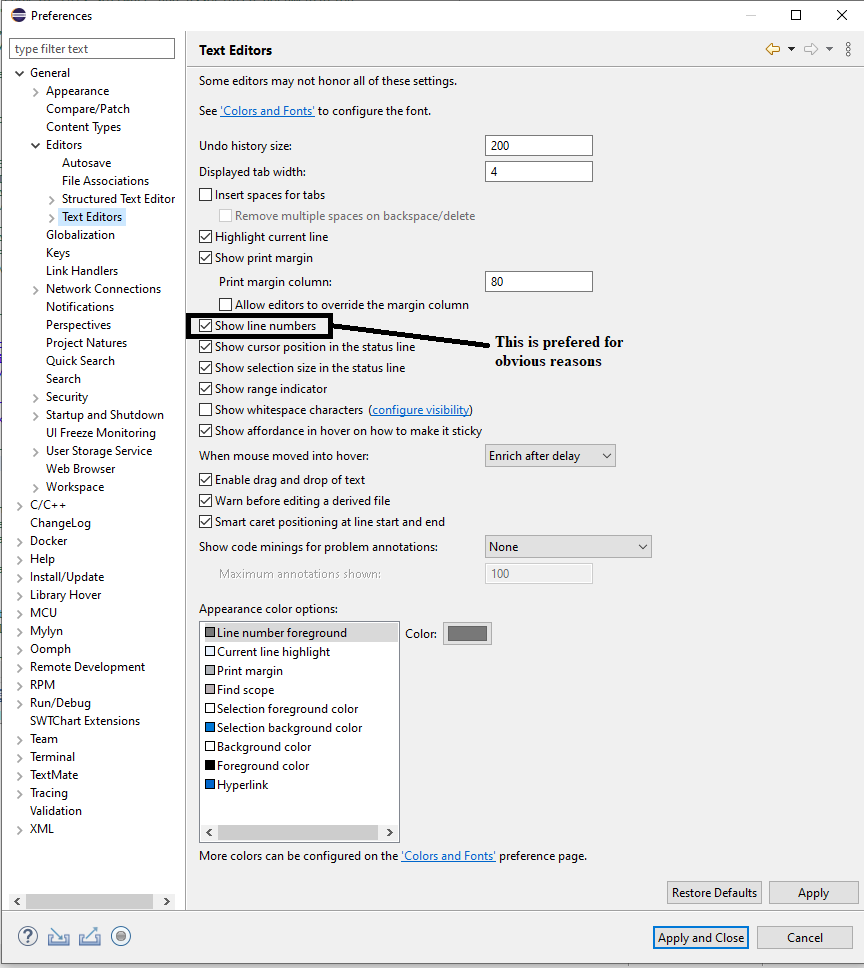 Preferences
type filter text
General
Appearance
Compare/Patch
Content Types
Editors
Autosave
File Associations
Structured Text Editor
Text Editors
Globalization
Keys
Link Handlers
Network Connections
Notifications
Perspectives
Project Natures
Quick Search
Search
Security
Startup and Shutdown
UI Freeze Monitoring
User Storage Service
Web Browser
Workspace
C/C++
ChangeLog
Docker
Help
Install/Update
Library Hover
MCU
Mylyn
Oomph
Remote Development
RPM
Run/Debug
SWTChart Extensions
Team
Terminal
TextMate
Tracing
Validation
XML
Text Editors
Some editors may not honor all of these settings.
See 'Colors and Fonts' to configure the font.
Undo history size: 200
Displayed tab width: 4
Insert spaces for tabs
Remove multiple spaces on backspace/delete
Highlight current line
Show print margin
Print margin column: 80
Allow editors to override the margin column
Show line numbers
This is prefered for
obvious reasons
Show cursor position in the status line
Show selection size in the status line
Show range indicator
Show whitespace characters (configure visibility)
Show affordance in hover on how to make it sticky
When mouse moved into hover: Enrich after delay
Enable drag and drop of text
Warn before editing a derived file
Smart caret positioning at line start and end
Show code minings for problem annotations: None
Maximum annotations shown: 100
Appearance color options:
Line number foreground
Current line highlight
Print margin
Find scope
Selection foreground color
Selection background color
Background color
Foreground color
Hyperlink
Color:
More colors can be configured on the 'Colors and Fonts' preference page.
Restore Defaults
Apply
?
Apply and Close
Cancel